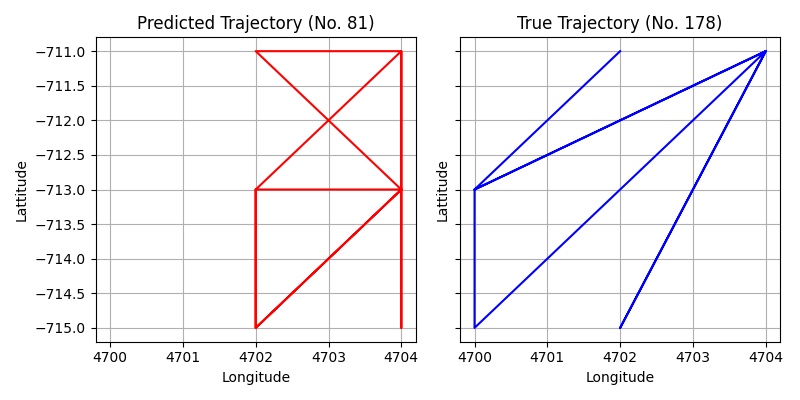 Predicted Trajectory (No. 81)
True Trajectory (No. 178)
−711.0
−711.5
−712.0
−712.5
−713.0
−713.5
−714.0
−714.5
−715.0
Lattitude
Lattitude
4700 4701 4702 4703 4704
4700 4701 4702 4703 4704
Longitude
Longitude